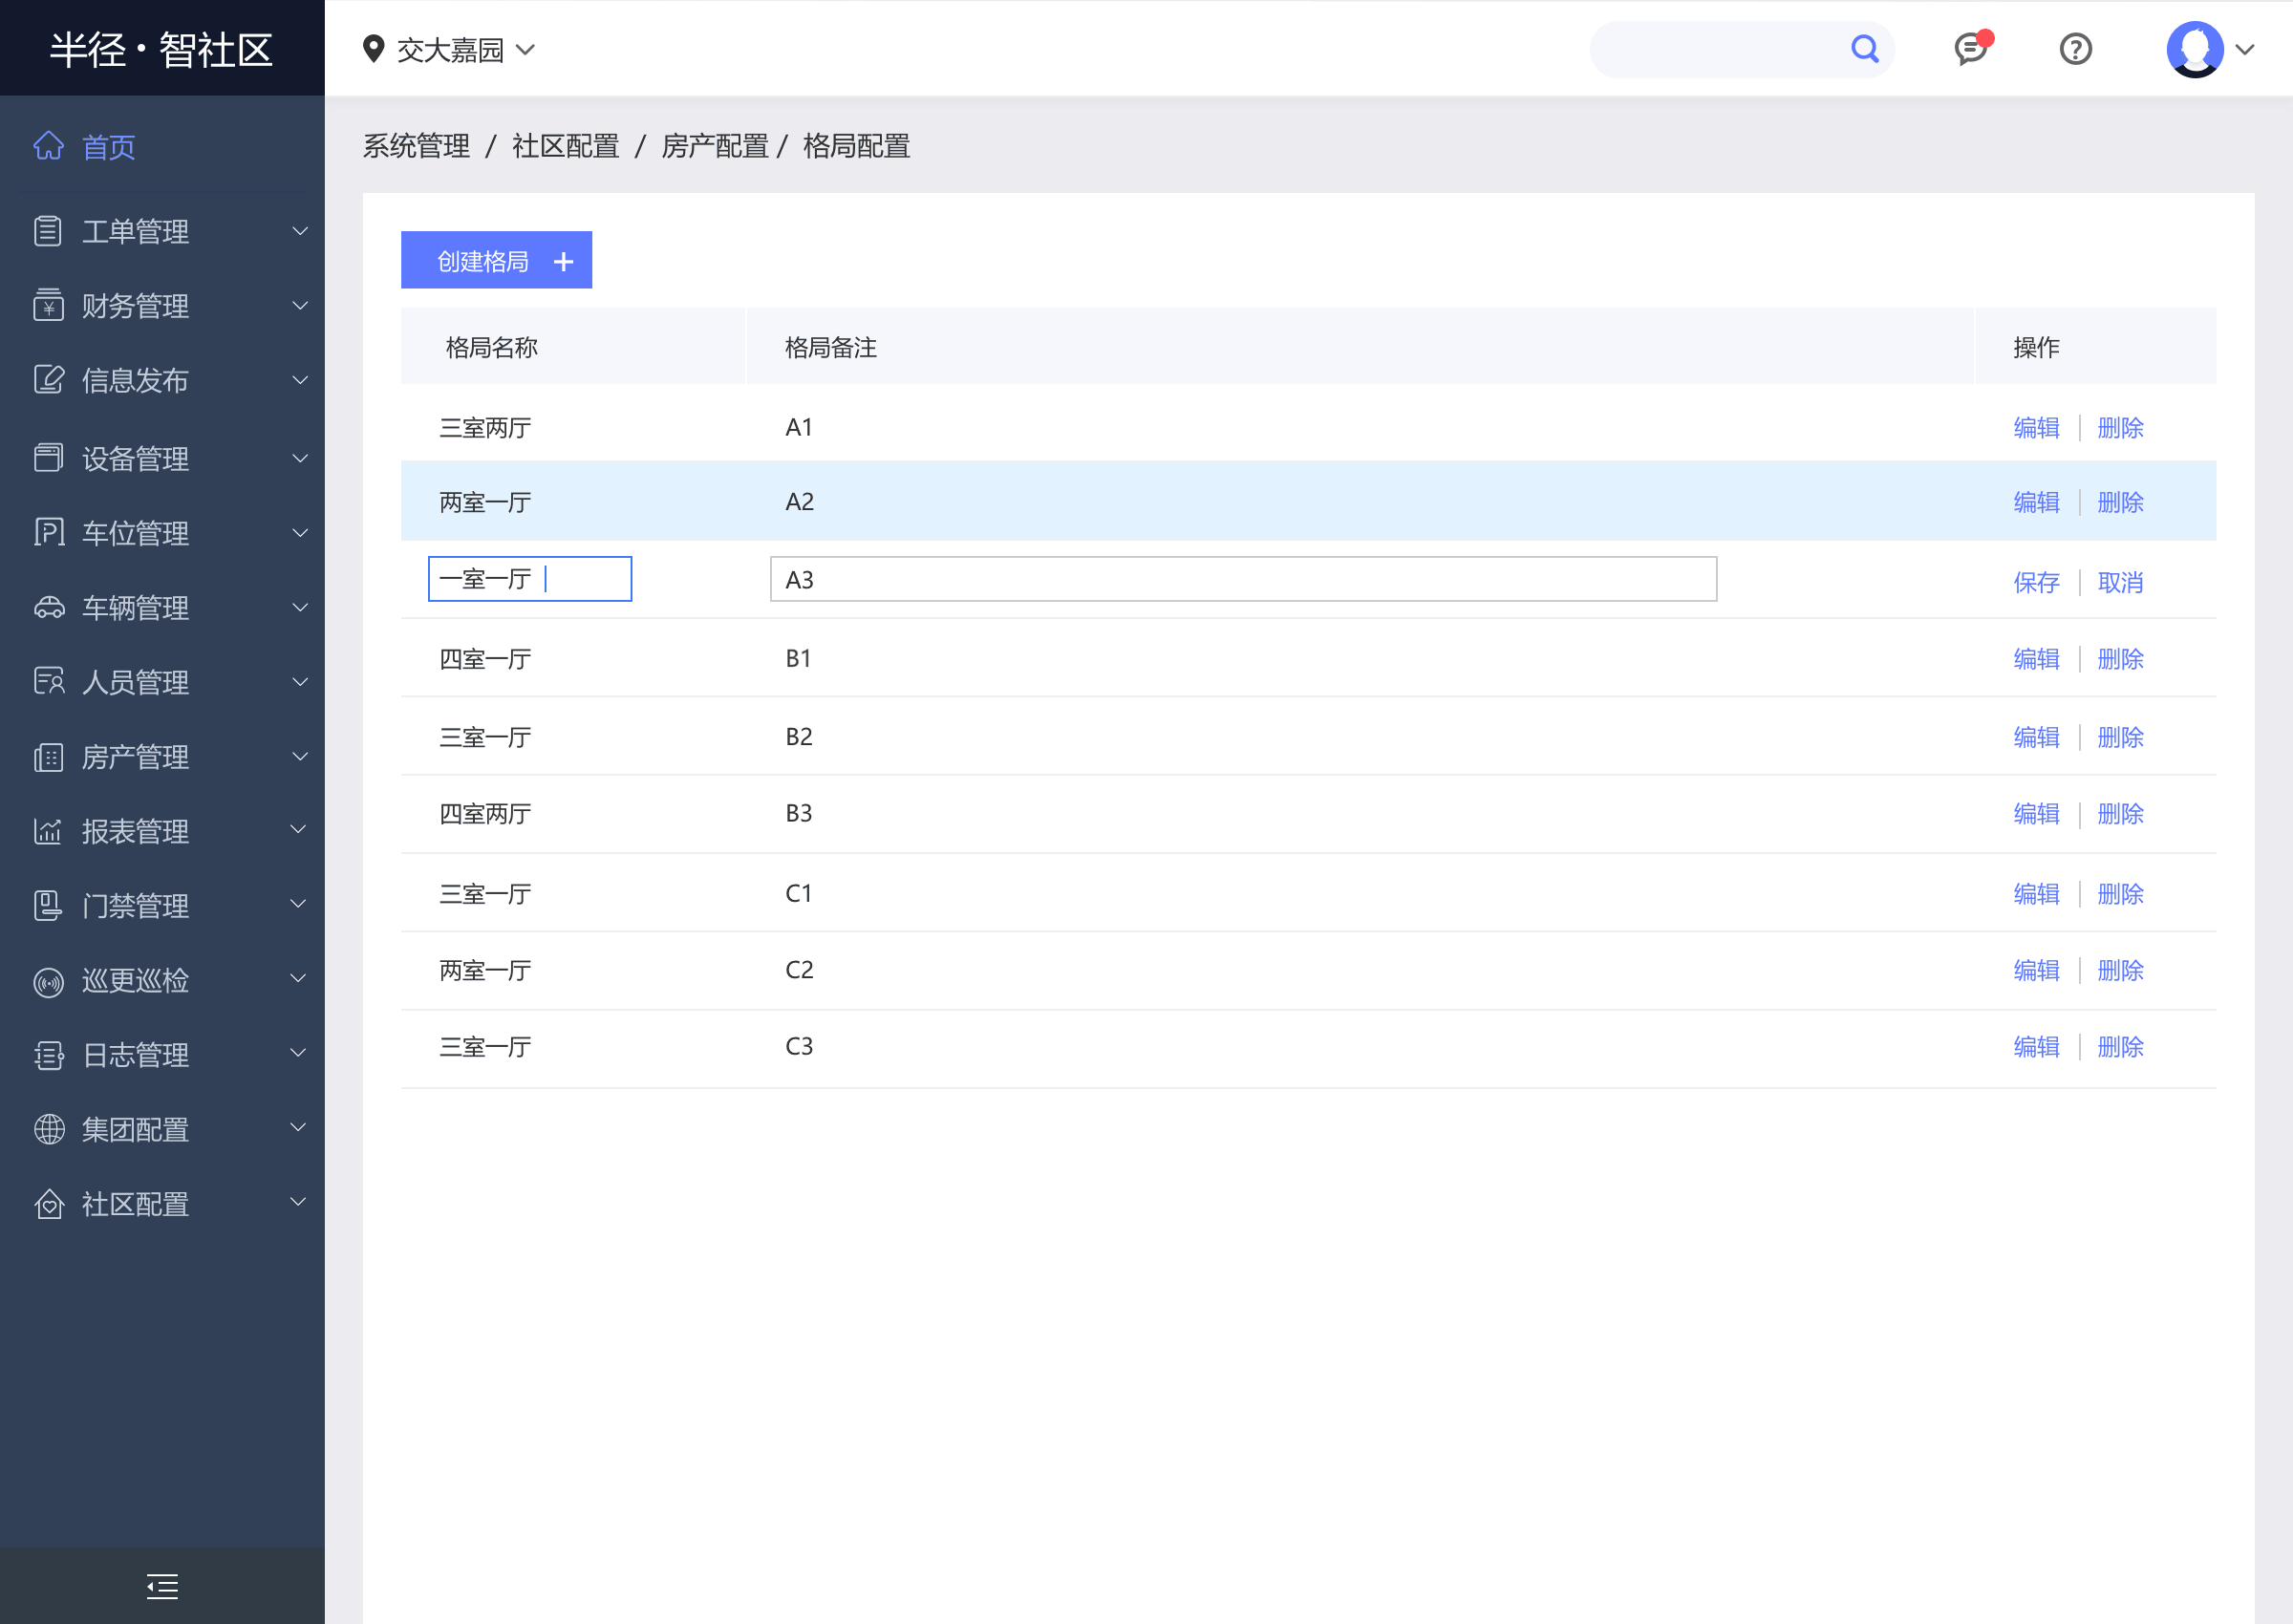 半径·智社区
交大嘉园
首页
工单管理
财务管理
信息发布
设备管理
车位管理
车辆管理
人员管理
房产管理
报表管理
门禁管理
巡更巡检
日志管理
集团配置
社区配置
系统管理 / 社区配置 / 房产配置 / 格局配置
创建格局 +
格局名称 格局备注 操作
三室两厅 A1 编辑 删除
两室一厅 A2 编辑 删除
一室一厅 A3 保存 取消
四室一厅 B1 编辑 删除
三室一厅 B2 编辑 删除
四室两厅 B3 编辑 删除
三室一厅 C1 编辑 删除
两室一厅 C2 编辑 删除
三室一厅 C3 编辑 删除